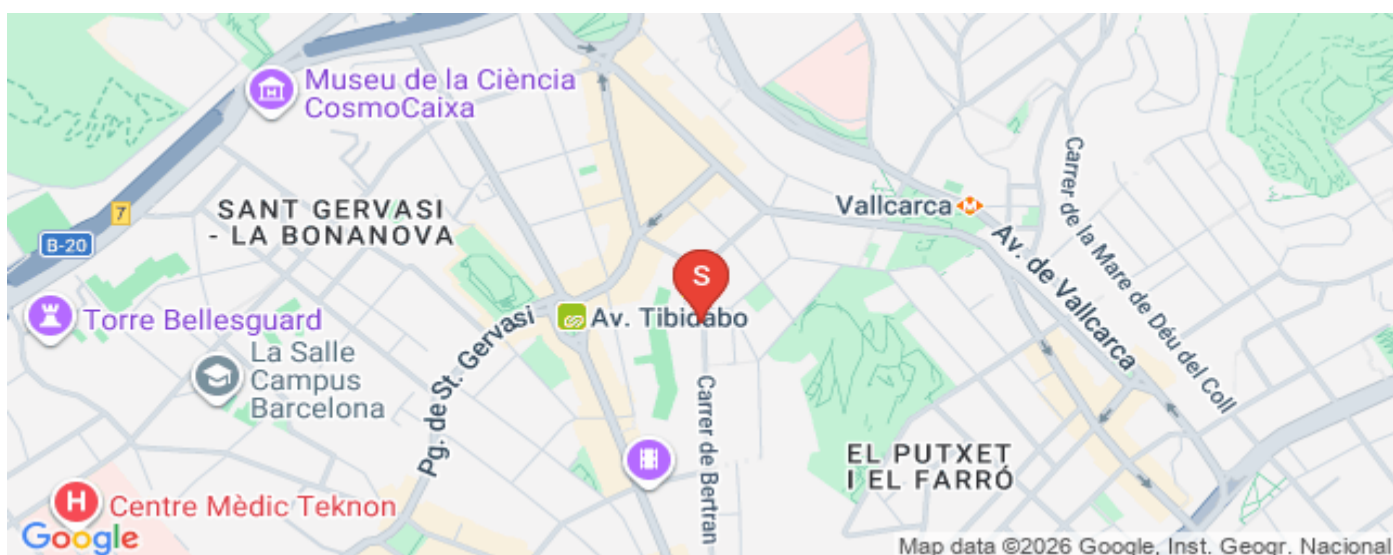 Museu de la Ciència
CosmoCaixa
SANT GERVASI
- LA BONANOVA
7
B-20
Vallcarca
M
Av. de Vallcarca
Carrer de la Mare de Déu del Coll
S
Av. Tibidabo
Torre Bellesguard
La Salle
Campus
Barcelona
Pg. de St. Gervasi
Carrer de Bertran
EL PUTXET
I EL FARRÓ
H
Centre Mèdic Teknon
Google
Map data ©2026 Google, Inst. Geogr. Nacional